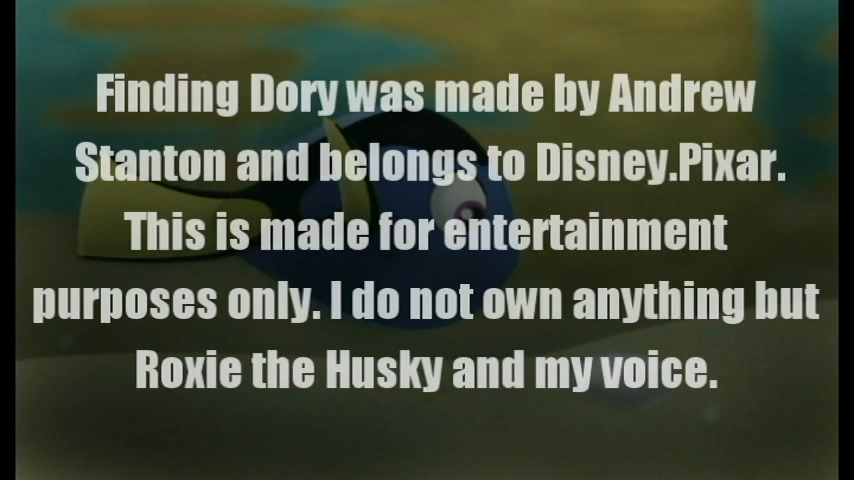 Finding Dory was made by Andrew
Stanton and belongs to Disney.Pixar.
This is made for entertainment
purposes only. I do not own anything but
Roxie the Husky and my voice.